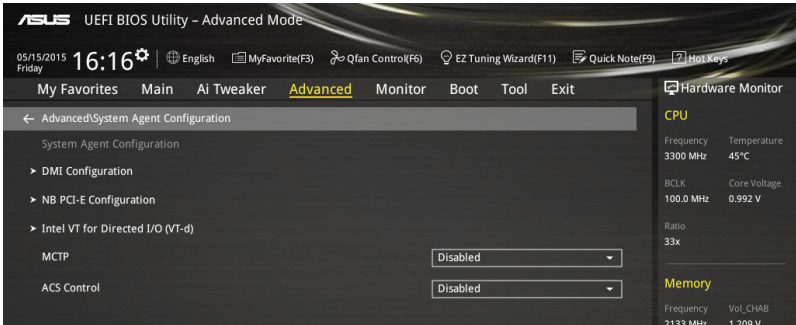 ASUS UEFI BIOS Utility – Advanced Mode
05/15/2015
Friday
16:16
English
MyFavorite(F3)
Qfan Control(F6)
EZ Tuning Wizard(F11)
Quick Note(F9)
? Hot Keys
My Favorites Main Ai Tweaker Advanced Monitor Boot Tool Exit
← Advanced\System Agent Configuration
System Agent Configuration
> DMI Configuration
> NB PCI-E Configuration
> Intel VT for Directed I/O (VT-d)
MCTP Disabled
ACS Control Disabled
Hardware Monitor
CPU
Frequency Temperature
3300 MHz 45°C
BCLK Core Voltage
100.0 MHz 0.992 V
Ratio
33x
Memory
Frequency Vol_CHAB
2133 MHz 1.209 V